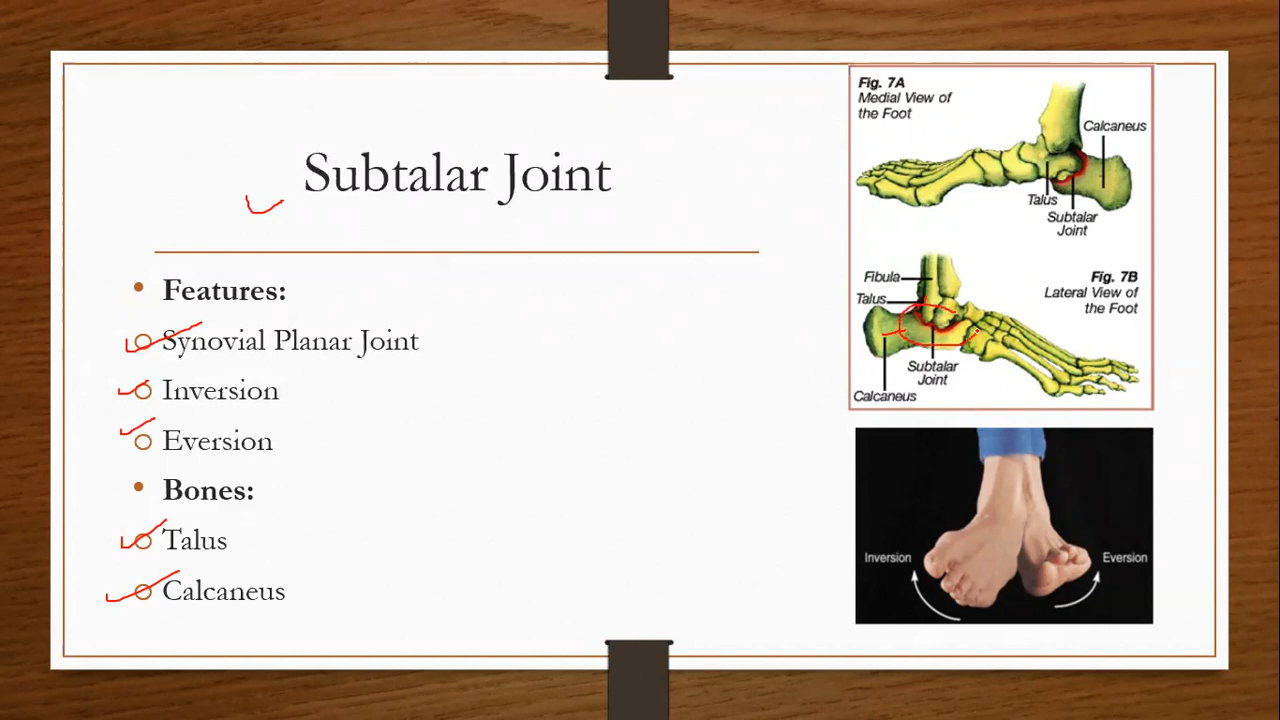 Subtalar Joint
Features:
Synovial Planar Joint
Inversion
Eversion
Bones:
Talus
Calcaneus
Fig. 7A
Medial View of
the Foot
Calcaneus
Talus
Subtalar
Joint
Fibula
Talus
Fig. 7B
Lateral View of
the Foot
Subtalar
Joint
Calcaneus
Inversion
Eversion